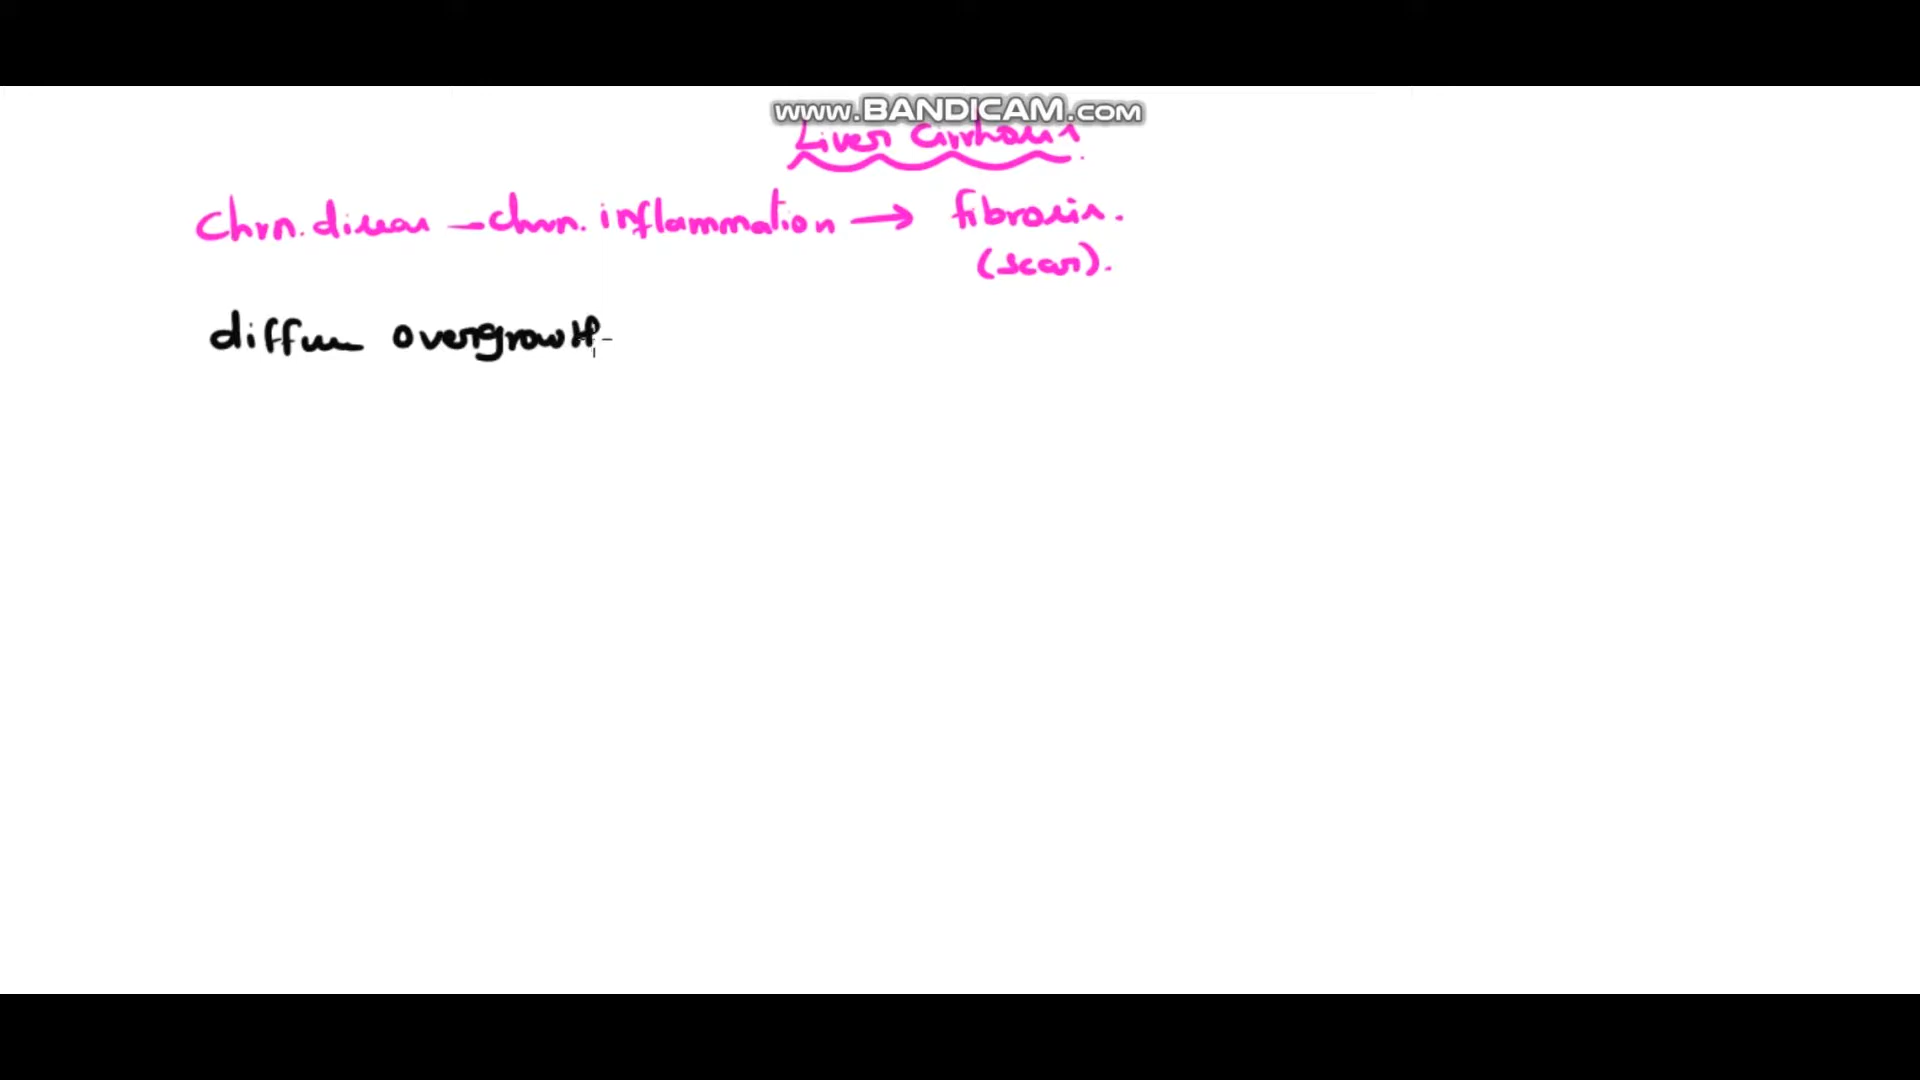 www.BANDICAM.com
Liver Cirrhosis.
Chrn. disease - chrn. inflammation → fibrosis.
(scar).
diffuse overgrowth